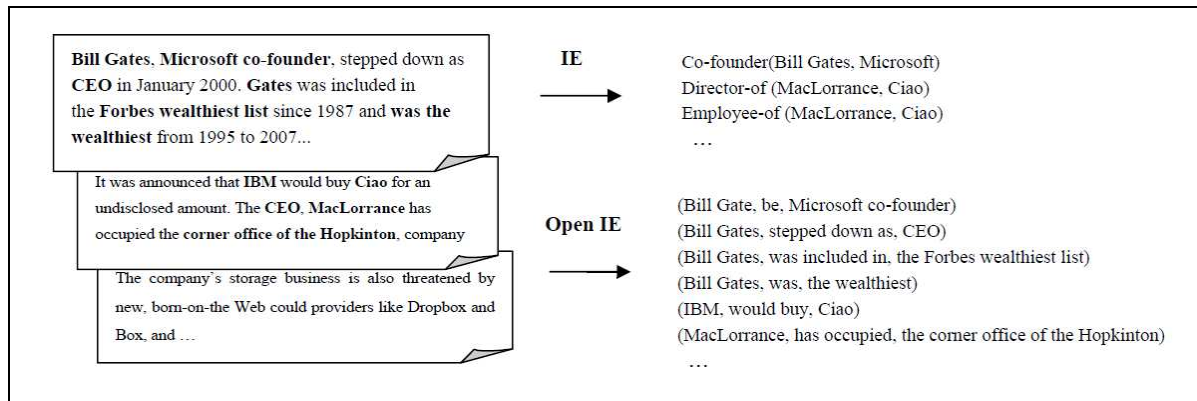 Bill Gates, Microsoft co-founder, stepped down as
CEO in January 2000. Gates was included in
the Forbes wealthiest list since 1987 and was the
wealthiest from 1995 to 2007...
It was announced that IBM would buy Ciao for an
undisclosed amount. The CEO, MacLorrance has
occupied the corner office of the Hopkinton, company
The company's storage business is also threatened by
new, born-on-the Web could providers like Dropbox and
Box, and …
IE
Co-founder(Bill Gates, Microsoft)
Director-of (MacLorrance, Ciao)
Employee-of (MacLorrance, Ciao)
…
Open IE
(Bill Gate, be, Microsoft co-founder)
(Bill Gates, stepped down as, CEO)
(Bill Gates, was included in, the Forbes wealthiest list)
(Bill Gates, was, the wealthiest)
(IBM, would buy, Ciao)
(MacLorrance, has occupied, the corner office of the Hopkinton)
…